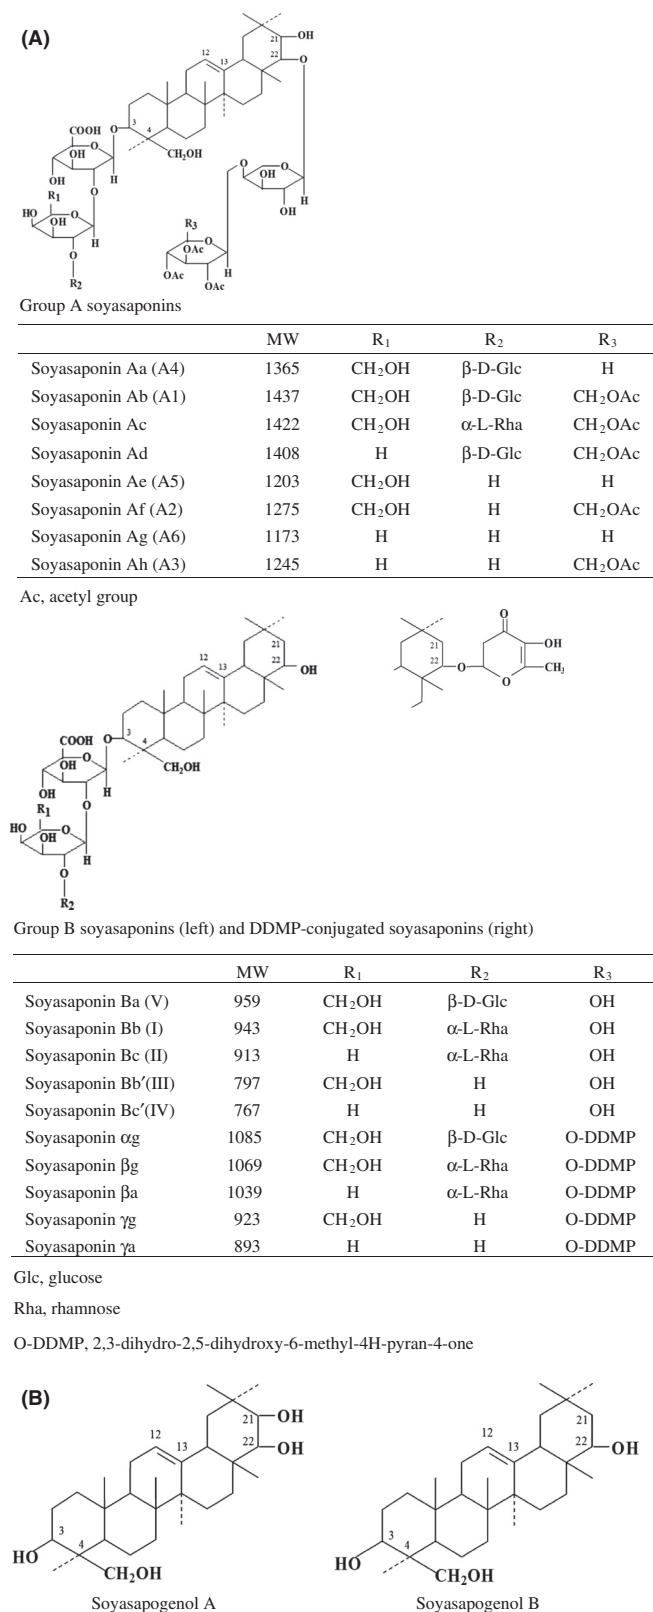 (A)
21
OH
12
22
13
O
3
COOH
O
4
O
OH
CH2OH
O
O
OH
H
OH
O
H
R1
OH
HO
O
R3
O
OH
OH
H
OAc
O
H
OAc
OAc
R2
Group A soyasaponins
MW R1 R2 R3
Soyasaponin Aa (A4) 1365 CH2OH β-D-Glc H
Soyasaponin Ab (A1) 1437 CH2OH β-D-Glc CH2OAc
Soyasaponin Ac 1422 CH2OH α-L-Rha CH2OAc
Soyasaponin Ad 1408 H β-D-Glc CH2OAc
Soyasaponin Ae (A5) 1203 CH2OH H H
Soyasaponin Af (A2) 1275 CH2OH H CH2OAc
Soyasaponin Ag (A6) 1173 H H H
Soyasaponin Ah (A3) 1245 H H CH2OAc
Ac, acetyl group
21
12
22
13
OH
O
21
OH
22
O
O
CH3
3
COOH
O
4
O
OH
CH2OH
OH
H
R1
O
HO
O
OH
OH
H
O
R2
Group B soyasaponins (left) and DDMP-conjugated soyasaponins (right)
MW R1 R2 R3
Soyasaponin Ba (V) 959 CH2OH β-D-Glc OH
Soyasaponin Bb (I) 943 CH2OH α-L-Rha OH
Soyasaponin Bc (II) 913 H α-L-Rha OH
Soyasaponin Bb′(III) 797 CH2OH H OH
Soyasaponin Bc′(IV) 767 H H OH
Soyasaponin αg 1085 CH2OH β-D-Glc O-DDMP
Soyasaponin βg 1069 CH2OH α-L-Rha O-DDMP
Soyasaponin βa 1039 H α-L-Rha O-DDMP
Soyasaponin γg 923 CH2OH H O-DDMP
Soyasaponin γa 893 H H O-DDMP
Glc, glucose
Rha, rhamnose
O-DDMP, 2,3-dihydro-2,5-dihydroxy-6-methyl-4H-pyran-4-one
(B)
21
OH
12
22
OH
13
3
HO
4
CH2OH
Soyasapogenol A
21
12
22
OH
13
3
HO
4
CH2OH
Soyasapogenol B